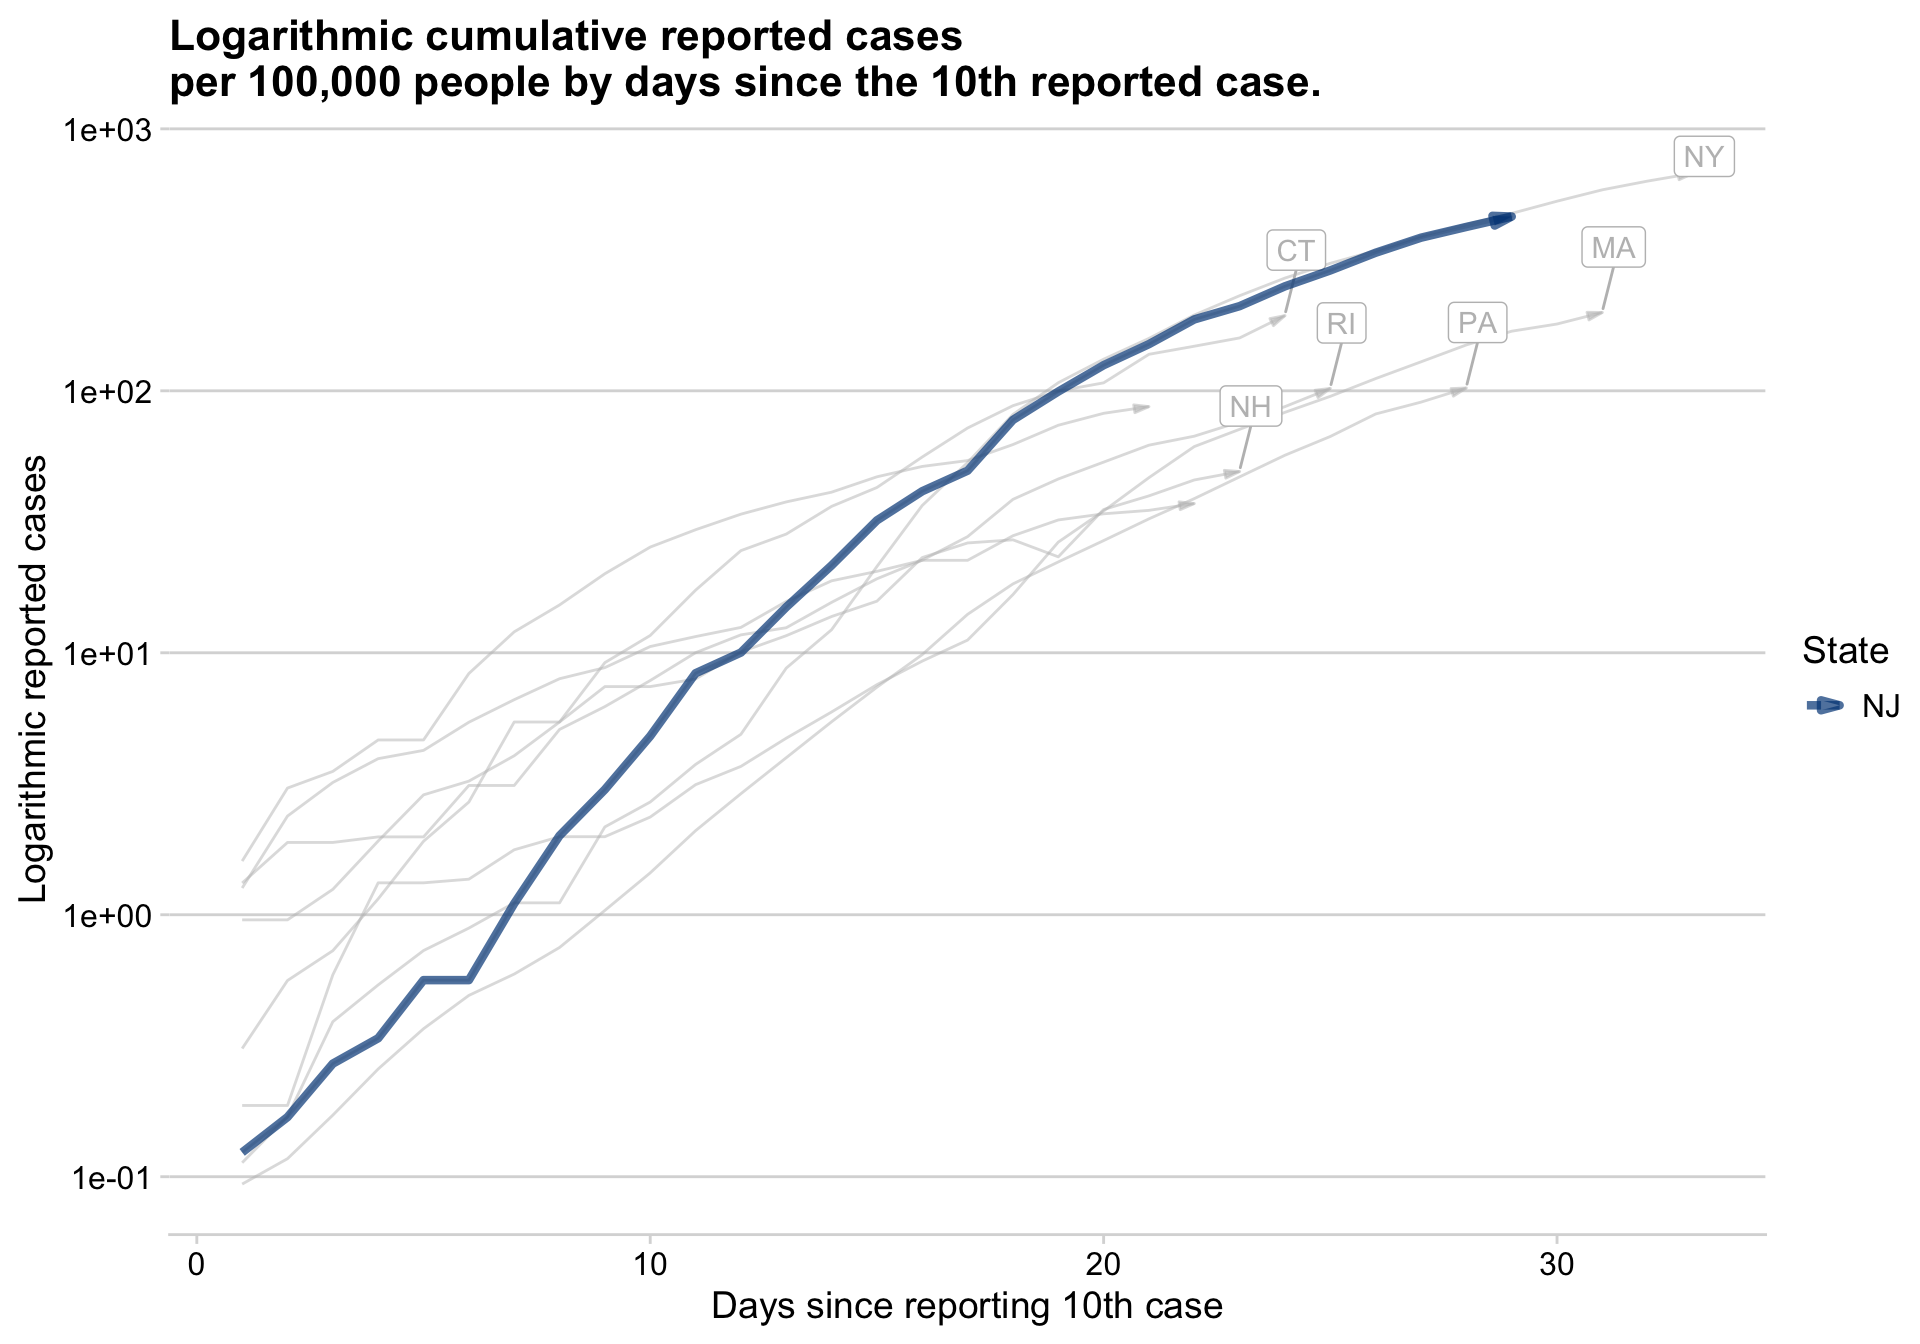 Logarithmic cumulative reported cases
per 100,000 people by days since the 10th reported case.
1e+03
1e+02
1e+01
1e+00
1e-01
Logarithmic reported cases
NY
CT
MA
RI
PA
NH
State
NJ
0
10
20
30
Days since reporting 10th case